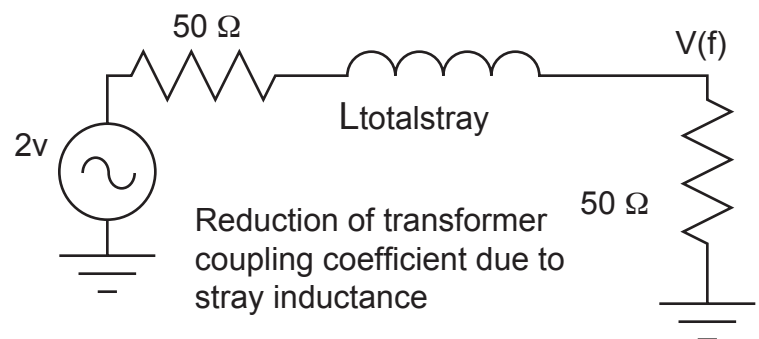 50 Ω
V(f)
Ltotalstray
2v
50 Ω
Reduction of transformer
coupling coefficient due to
stray inductance